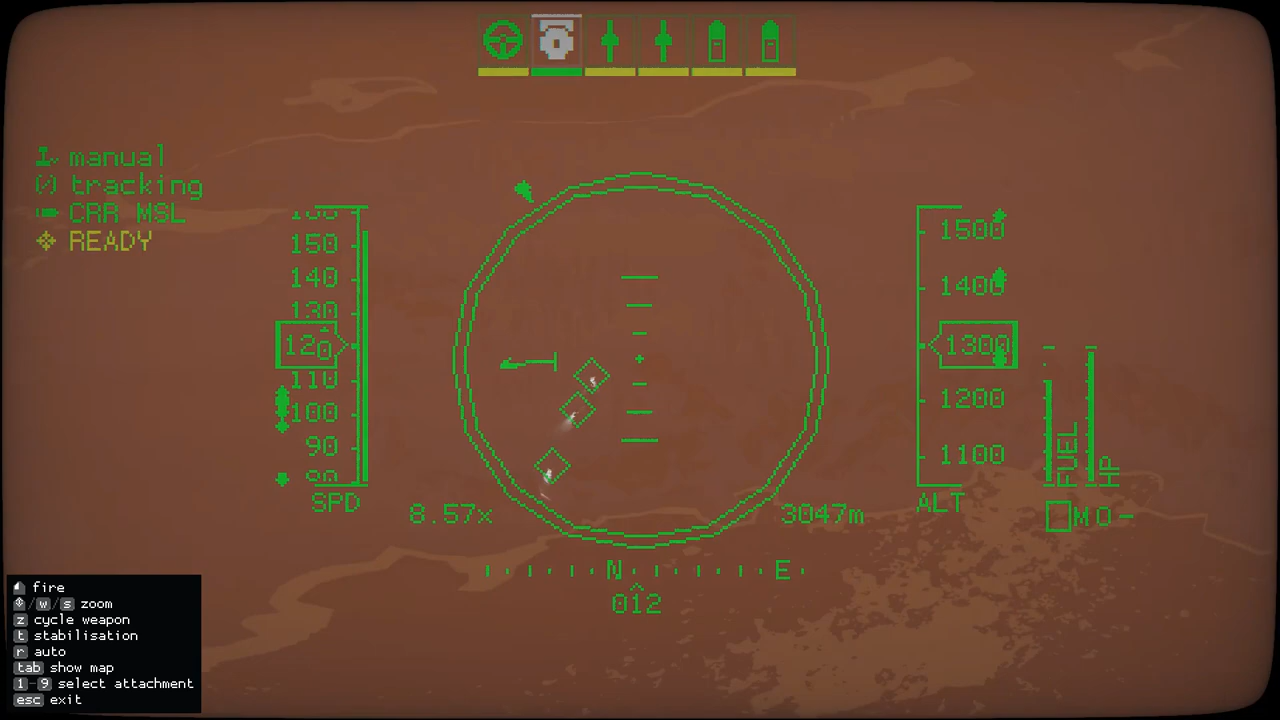 manual
tracking
CRR MSL
READY
150
140
130
120
110
100
90
SPD
1500
1400
1300
1200
1100
ALT
FUEL
HP
MO-
8.57x
3047m
N E
012
fire
/w/s zoom
z cycle weapon
t stabilisation
r auto
tab show map
1-9 select attachment
esc exit